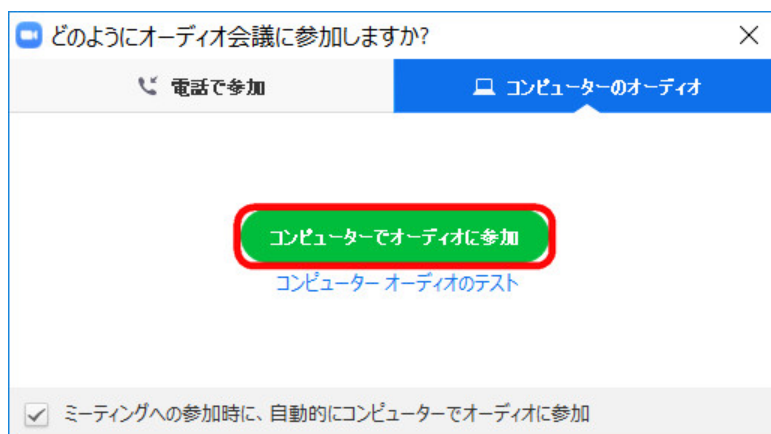 どのようにオーディオ会議に参加しますか?
電話で参加
コンピューターのオーディオ
コンピューターでオーディオに参加
コンピューター オーディオのテスト
ミーティングへの参加時に、自動的にコンピューターでオーディオに参加